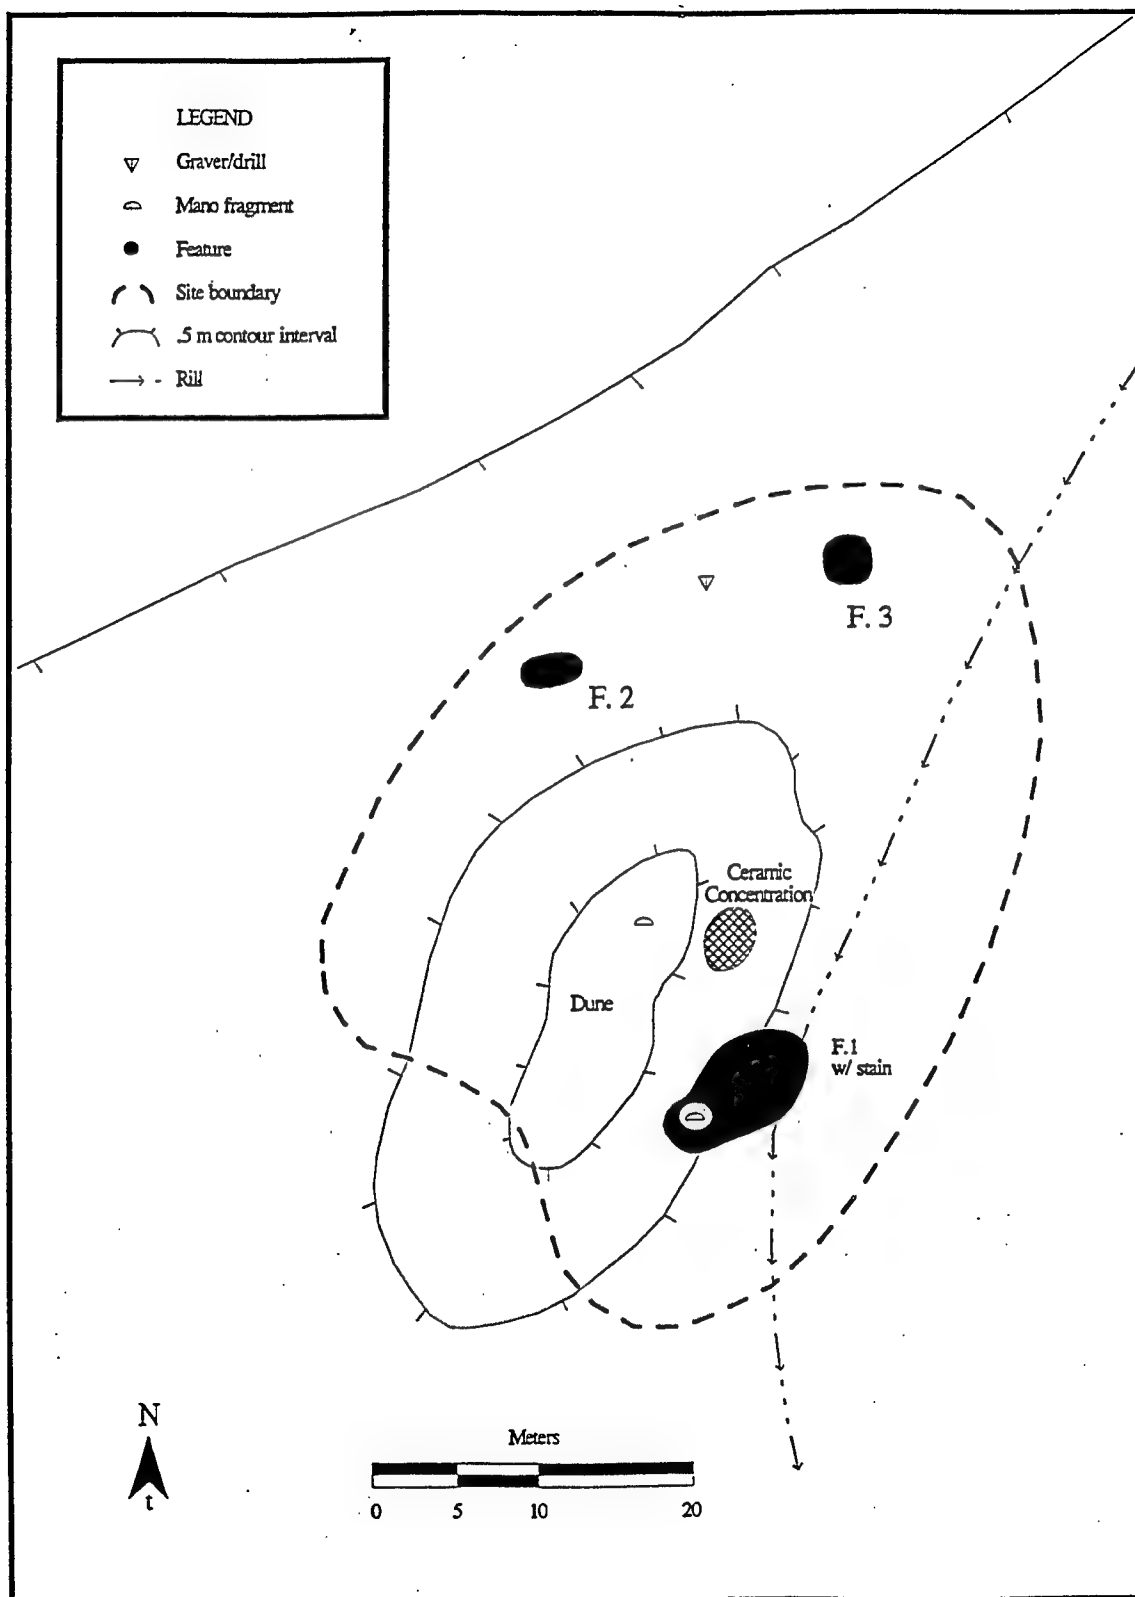 LEGEND
Graver/drill
Mano fragment
Feature
Site boundary
.5 m contour interval
Rill
F. 3
F. 2
Ceramic
Concentration
Dune
F.1
w/ stain
N
t
Meters
0 5 10 20